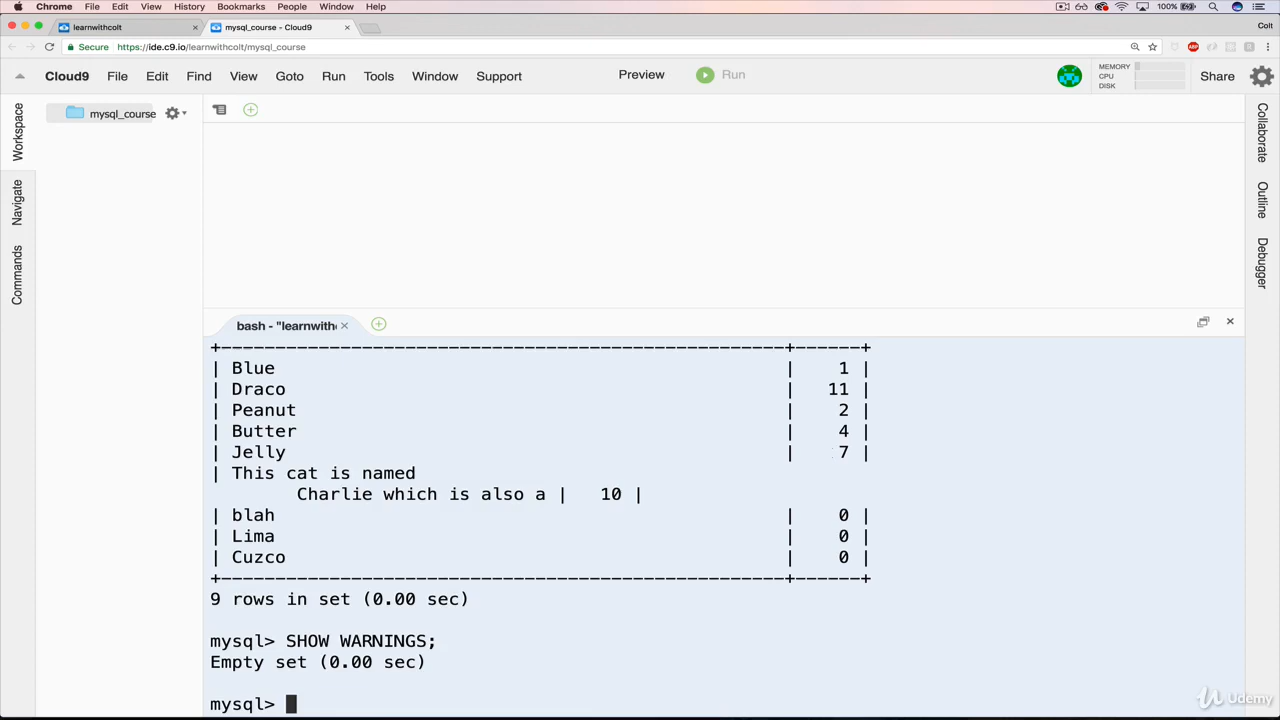 Chrome File Edit View History Bookmarks People Window Help 100%
learnwithcolt mysql_course - Cloud9 Colt
Secure https://ide.c9.io/learnwithcolt/mysql_course
Cloud9 File Edit Find View Goto Run Tools Window Support Preview Run MEMORY CPU DISK Share
Workspace
Navigate
Commands
mysql_course
Collaborate
Outline
Debugger
bash - "learnwith
+----------------------------------------------------+------+
| Blue | 1 |
| Draco | 11 |
| Peanut | 2 |
| Butter | 4 |
| Jelly | 7 |
| This cat is named
Charlie which is also a | 10 |
| blah | 0 |
| Lima | 0 |
| Cuzco | 0 |
+----------------------------------------------------+------+
9 rows in set (0.00 sec)
mysql> SHOW WARNINGS;
Empty set (0.00 sec)
mysql>
Udemy